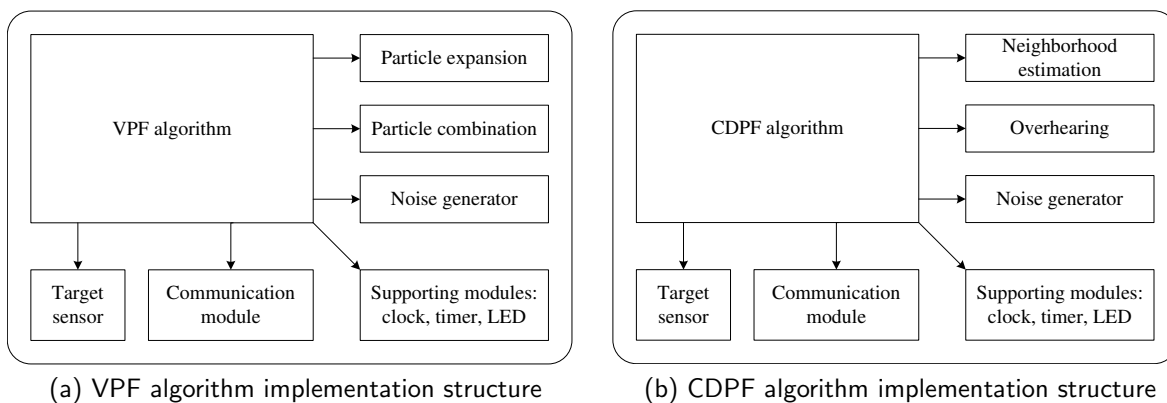 VPF algorithm
Particle expansion
Particle combination
Noise generator
Target
sensor
Communication
module
Supporting modules:
clock, timer, LED
(a) VPF algorithm implementation structure
CDPF algorithm
Neighborhood
estimation
Overhearing
Noise generator
Target
sensor
Communication
module
Supporting modules:
clock, timer, LED
(b) CDPF algorithm implementation structure